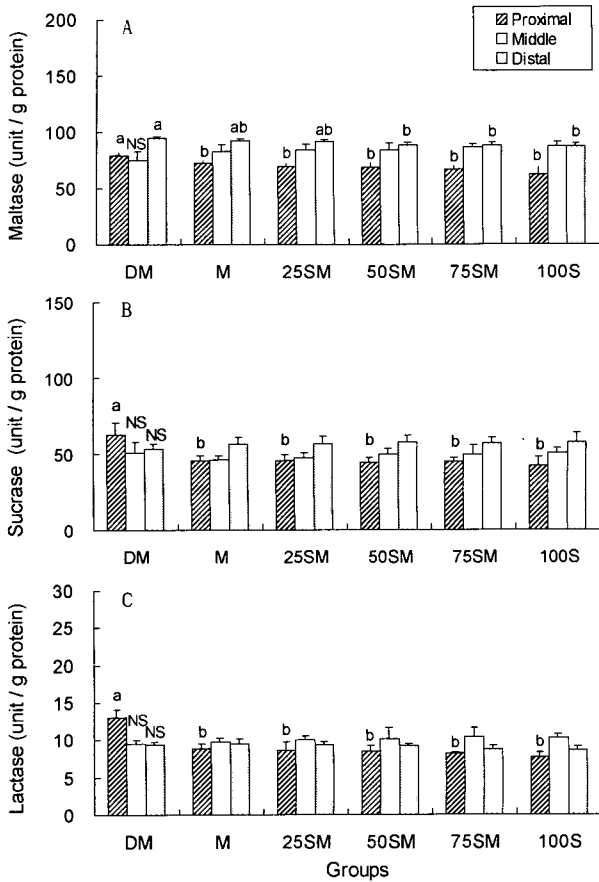 A
Proximal
Middle
Distal
Maltase (unit / g protein)
200
150
100
50
0
a NS a
b ab
b ab
b b
b b
b b
DM M 25SM 50SM 75SM 100S
B
Sucrase (unit / g protein)
150
100
50
0
a NS NS
b b b b b
DM M 25SM 50SM 75SM 100S
C
Lactase (unit / g protein)
30
25
20
15
10
5
0
a NS NS
b b b b b
DM M 25SM 50SM 75SM 100S
Groups